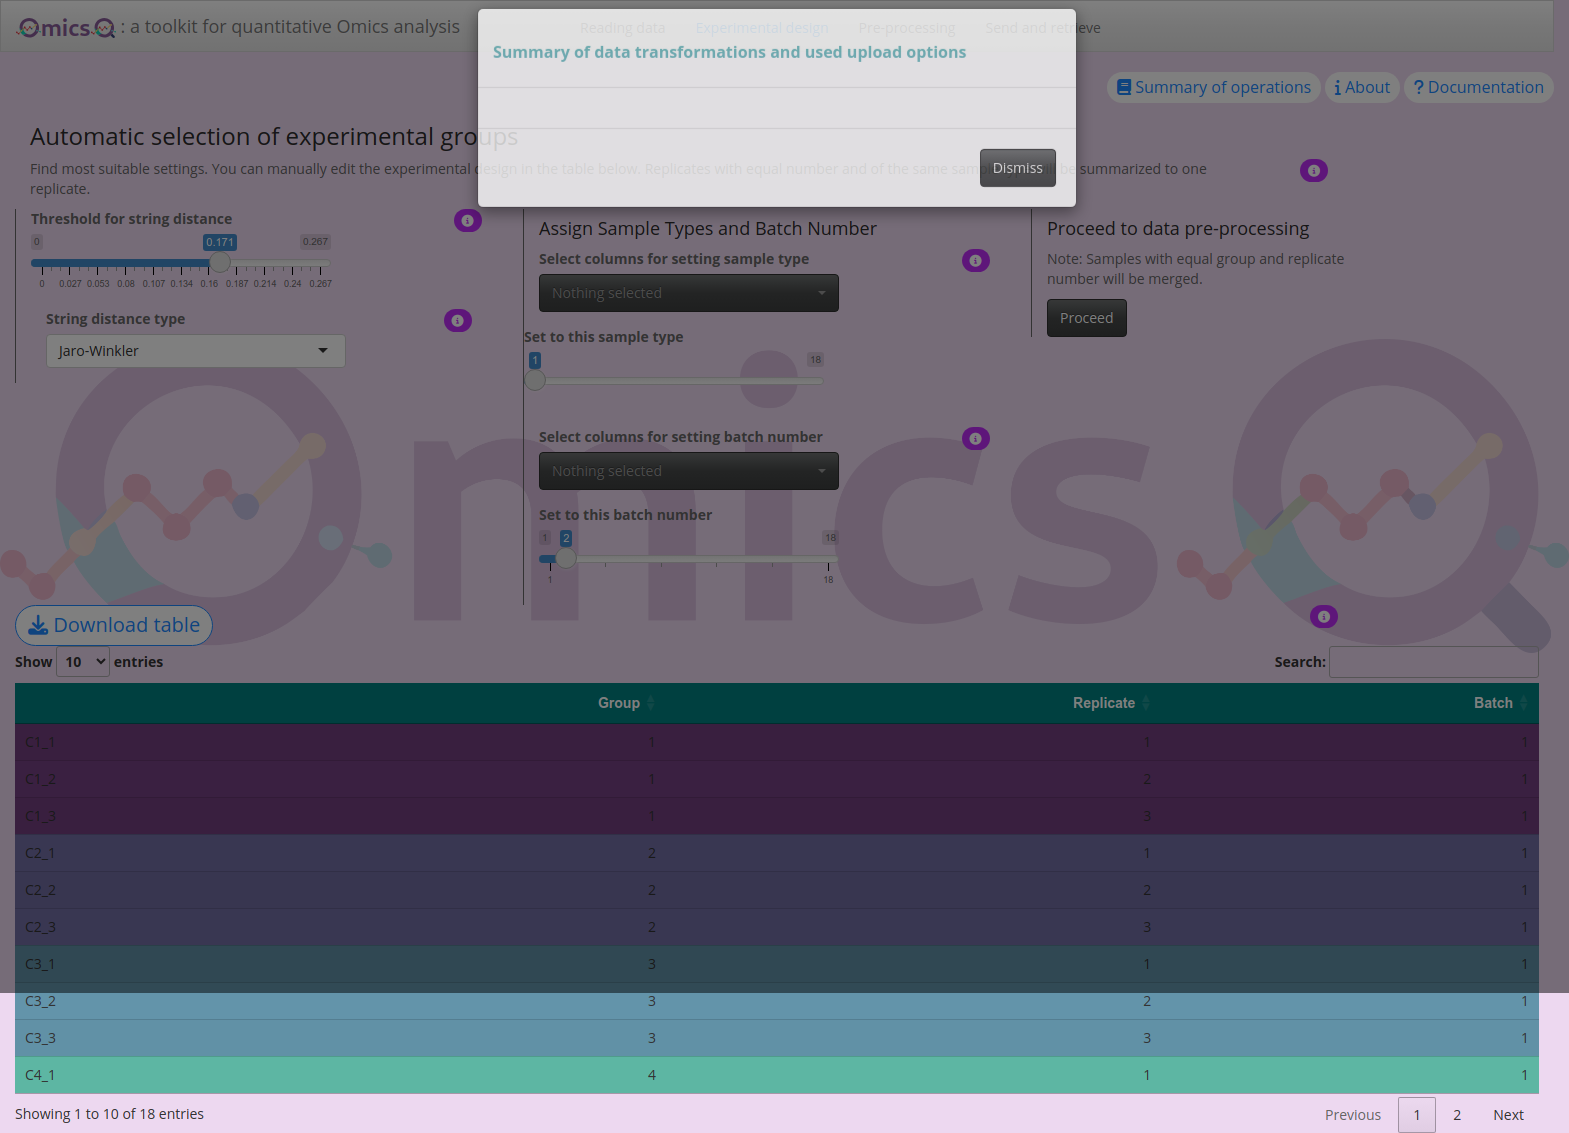 OmicsQ : a toolkit for quantitative Omics analysis
Reading data
Experimental design
Pre-processing
Send and retrieve
Summary of data transformations and used upload options
Dismiss
Summary of operations
About
? Documentation
Automatic selection of experimental groups
Find most suitable settings. You can manually edit the experimental design in the table below. Replicates with equal number and of the same sample be summarized to one
replicate.
Threshold for string distance
0 0.171 0.267
0 0.027 0.053 0.08 0.107 0.134 0.16 0.187 0.214 0.24 0.267
String distance type
Jaro-Winkler
Assign Sample Types and Batch Number
Select columns for setting sample type
Nothing selected
Set to this sample type
1 18
Select columns for setting batch number
Nothing selected
Set to this batch number
1 2 18
1 18
Proceed to data pre-processing
Note: Samples with equal group and replicate
number will be merged.
Proceed
OmicsQ
Download table
Show 10 entries
Search:
Group Replicate Batch
C1_1 1 1 1
C1_2 1 2 1
C1_3 1 3 1
C2_1 2 1 1
C2_2 2 2 1
C2_3 2 3 1
C3_1 3 1 1
C3_2 3 2 1
C3_3 3 3 1
C4_1 4 1 1
Showing 1 to 10 of 18 entries
Previous 1 2 Next